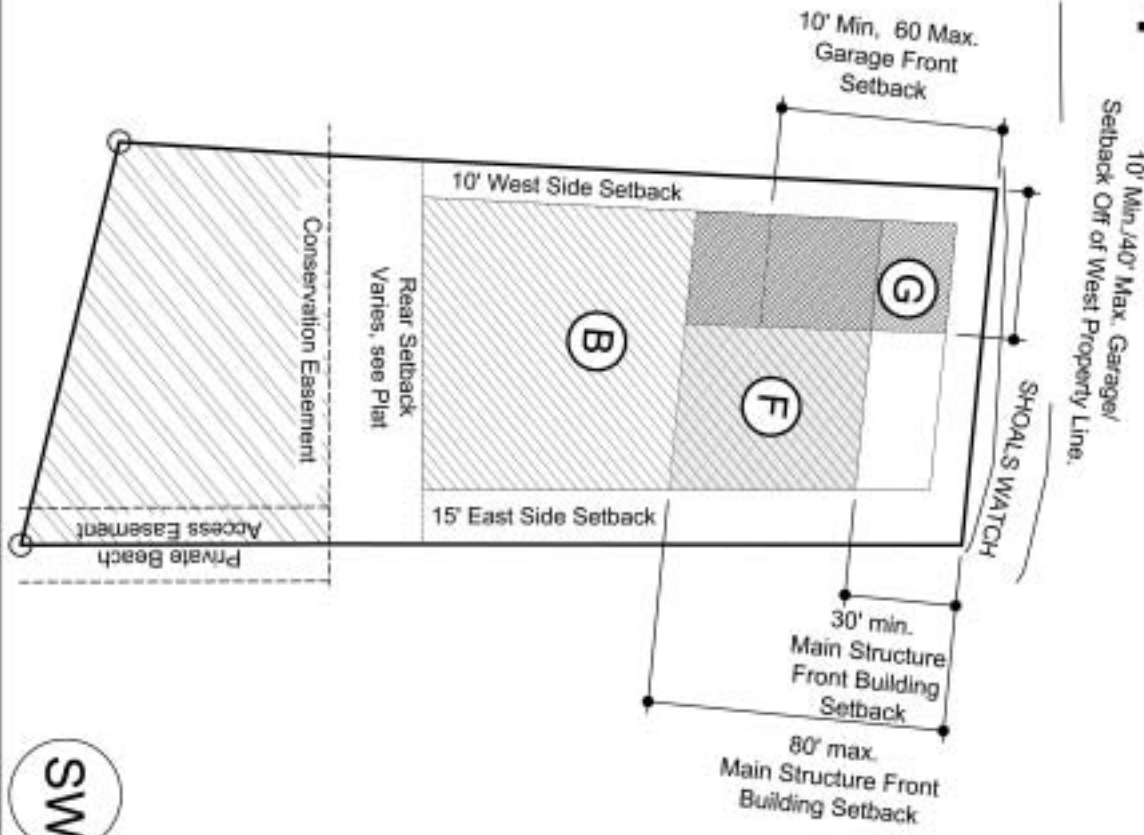 10' Min, 60 Max.
Garage Front
Setback
10' Min./40' Max. Garage/
Setback Off of West Property Line.
SHOALS WATCH
10' West Side Setback
G
B
F
Rear Setback
Varies, see Plat
Conservation Easement
15' East Side Setback
Private Beach
Access Easement
30' min.
Main Structure
Front Building
Setback
80' max.
Main Structure Front
Building Setback
SW